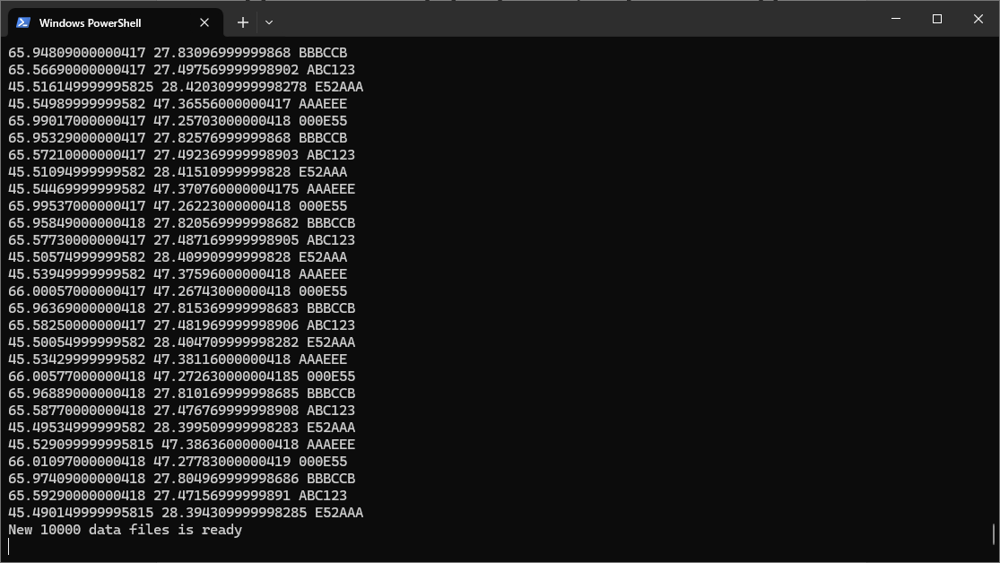 Windows PowerShell
65.94809000000417 27.83096999999868 BBBCCB
65.56690000000417 27.497569999998902 ABC123
45.516149999995825 28.420309999998278 E52AAA
45.54989999999582 47.36556000000417 AAAEEE
65.99017000000417 47.25703000000418 000E55
65.95329000000417 27.82576999999868 BBBCCB
65.57210000000417 27.492369999998903 ABC123
45.51094999999582 28.41510999999828 E52AAA
45.54469999999582 47.370760000004175 AAAEEE
65.99537000000417 47.26223000000418 000E55
65.95849000000418 27.820569999998682 BBBCCB
65.57730000000417 27.487169999998905 ABC123
45.50574999999582 28.40990999999828 E52AAA
45.53949999999582 47.37596000000418 AAAEEE
66.00057000000417 47.26743000000418 000E55
65.96369000000418 27.815369999998683 BBBCCB
65.58250000000417 27.481969999998906 ABC123
45.50054999999582 28.404709999998282 E52AAA
45.53429999999582 47.38116000000418 AAAEEE
66.00577000000418 47.272630000004185 000E55
65.96889000000418 27.810169999998685 BBBCCB
65.58770000000418 27.476769999998908 ABC123
45.49534999999582 28.399509999998283 E52AAA
45.529099999995815 47.38636000000418 AAAEEE
66.01097000000418 47.27783000000419 000E55
65.97409000000418 27.804969999998686 BBBCCB
65.59290000000418 27.47156999999891 ABC123
45.490149999995815 28.394309999998285 E52AAA
New 10000 data files is ready